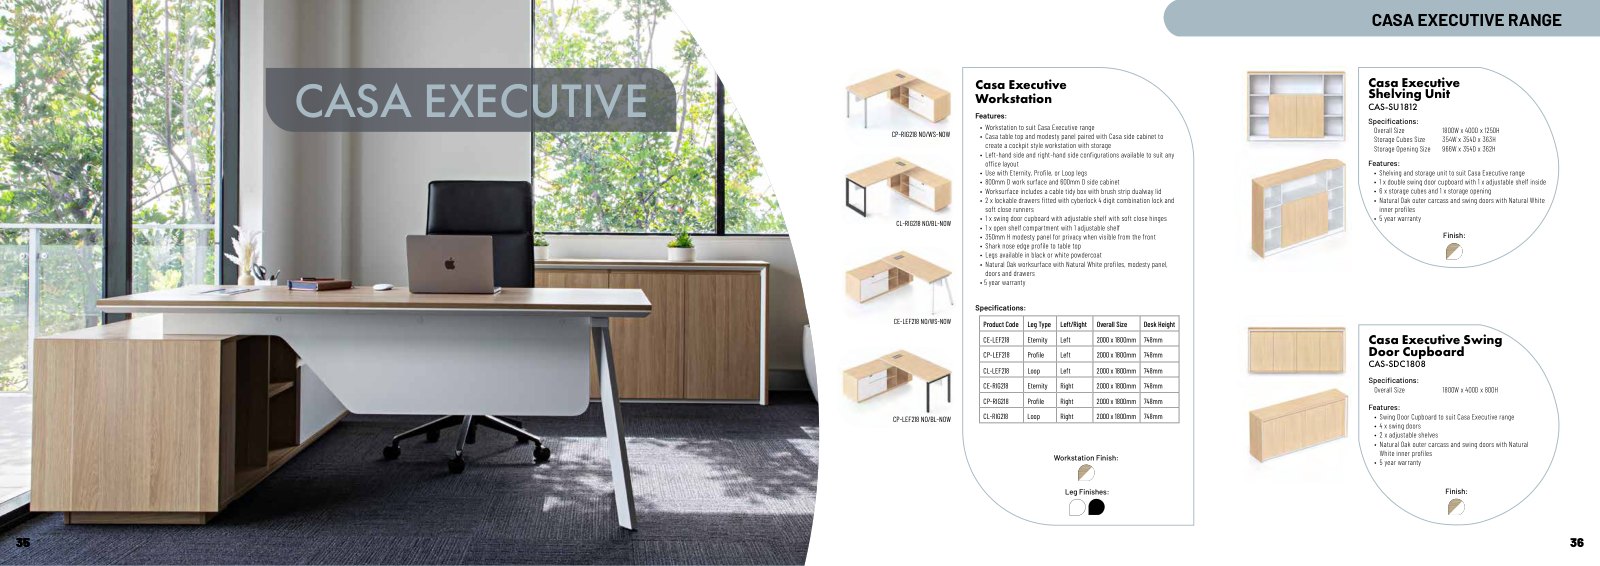 CASA EXECUTIVE
35
CASA EXECUTIVE RANGE
CP-RIG218 NO/WS-NOW
CL-RIG218 NO/BL-NOW
CE-LEF218 NO/WS-NOW
CP-LEF218 NO/BL-NOW
Casa Executive
Workstation
Features:
• Workstation to suit Casa Executive range
• Casa table top and modesty panel paired with Casa side cabinet to
create a cockpit style workstation with storage
• Left-hand side and right-hand side configurations available to suit any
office layout
• Use with Eternity, Profile, or Loop legs
• 800mm D work surface and 600mm D side cabinet
• Worksurface includes a cable tidy box with brush strip dualway lid
• 2 x lockable drawers fitted with cyberlock 4 digit combination lock and
soft close runners
• 1 x swing door cupboard with adjustable shelf with soft close hinges
• 1 x open shelf compartment with 1 adjustable shelf
• 350mm H modesty panel for privacy when visible from the front
• Shark nose edge profile to table top
• Legs available in black or white powdercoat
• Natural Oak worksurface with Natural White profiles, modesty panel,
doors and drawers
• 5 year warranty
Specifications:
Product Code Leg Type Left/Right Overall Size Desk Height
CE-LEF218 Eternity Left 2000 x 1800mm 748mm
CP-LEF218 Profile Left 2000 x 1800mm 748mm
CL-LEF218 Loop Left 2000 x 1800mm 748mm
CE-RIG218 Eternity Right 2000 x 1800mm 748mm
CP-RIG218 Profile Right 2000 x 1800mm 748mm
CL-RIG218 Loop Right 2000 x 1800mm 748mm
Workstation Finish:
Leg Finishes:
Casa Executive
Shelving Unit
CAS-SU1812
Specifications:
Overall Size 1800W x 400D x 1250H
Storage Cubes Size 354W x 354D x 363H
Storage Opening Size 966W x 354D x 362H
Features:
• Shelving and storage unit to suit Casa Executive range
• 1 x double swing door cupboard with 1 x adjustable shelf inside
• 6 x storage cubes and 1 x storage opening
• Natural Oak outer carcass and swing doors with Natural White
inner profiles
• 5 year warranty
Finish:
Casa Executive Swing
Door Cupboard
CAS-SDC1808
Specifications:
Overall Size 1800W x 400D x 800H
Features:
• Swing Door Cupboard to suit Casa Executive range
• 4 x swing doors
• 2 x adjustable shelves
• Natural Oak outer carcass and swing doors with Natural
White inner profiles
• 5 year warranty
Finish:
36